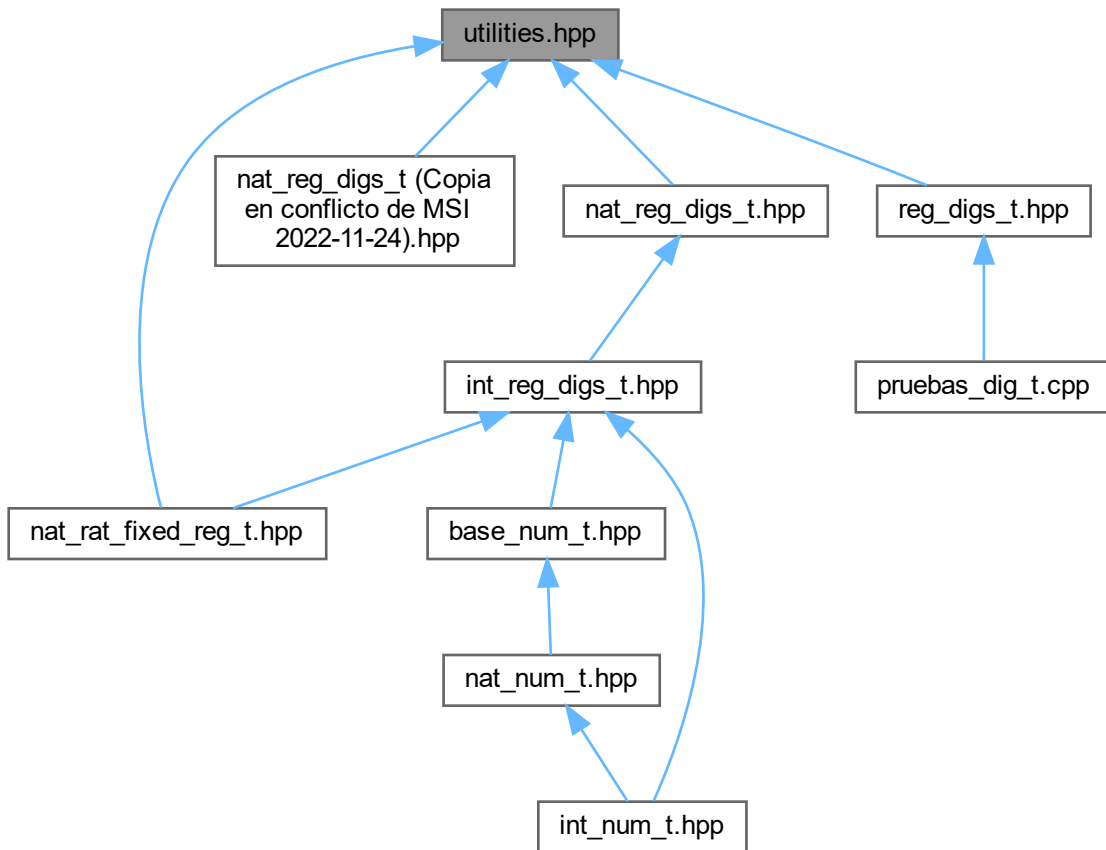 utilities.hpp
nat_reg_digs_t (Copia
en conflicto de MSI
2022-11-24).hpp
nat_reg_digs_t.hpp
reg_digs_t.hpp
int_reg_digs_t.hpp
pruebas_dig_t.cpp
nat_rat_fixed_reg_t.hpp
base_num_t.hpp
nat_num_t.hpp
int_num_t.hpp